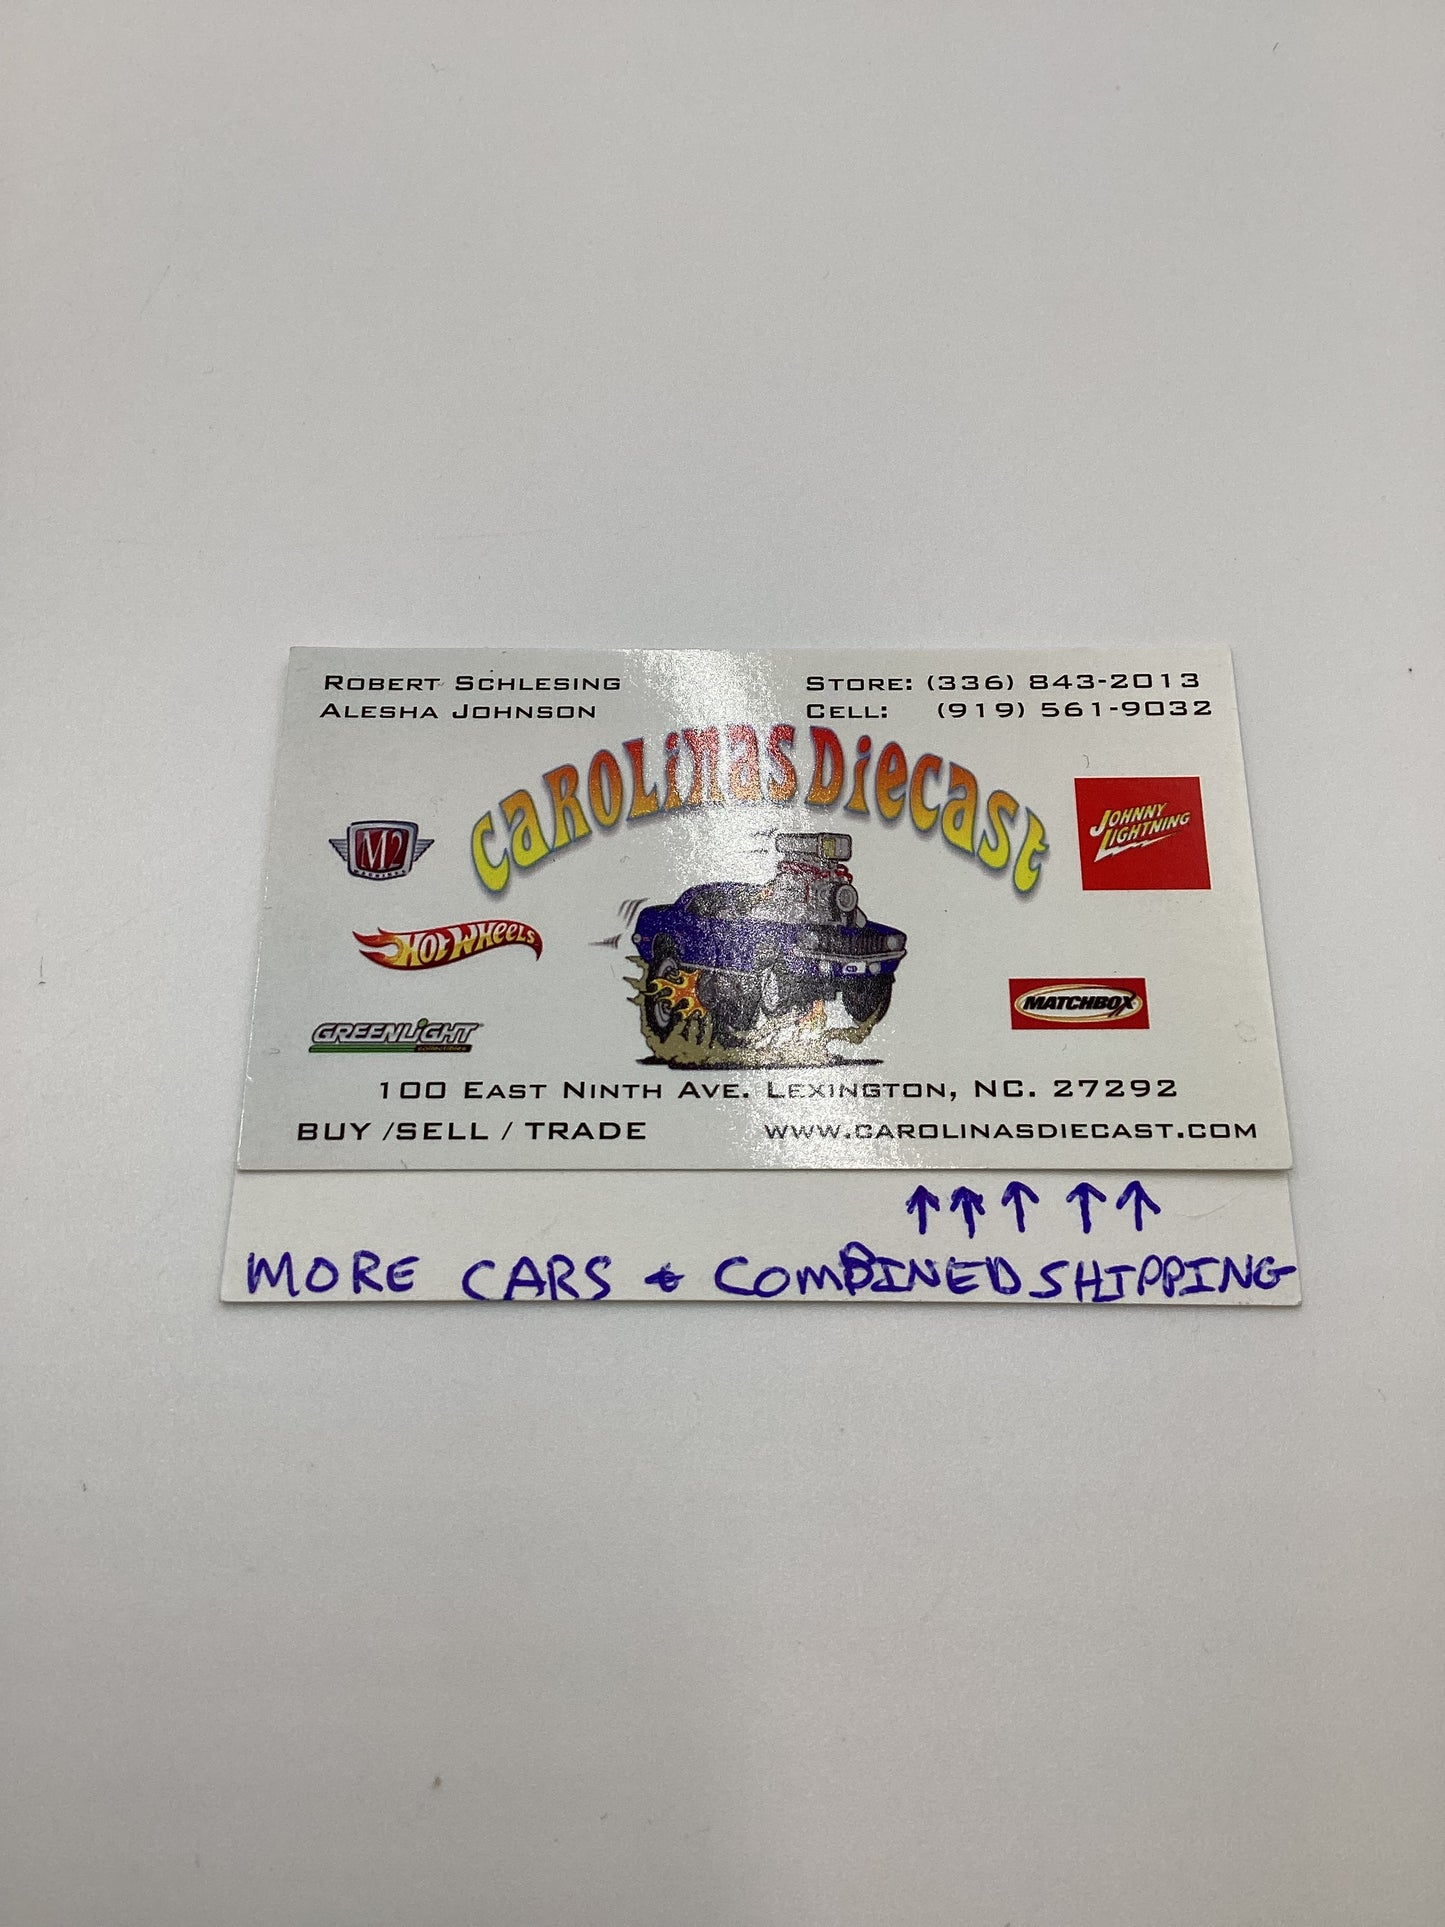 ROBERT SCHLESING
ALESHA JOHNSON
STORE: (336) 843-2013
CELL: (919) 561-9032
CAROLINAS DIECAST
M2
MACHINES
JOHNNY
LIGHTNING
HOT WHEELS
MATCHBOX
GREENLIGHT
collectibles
100 EAST NINTH AVE. LEXINGTON, NC. 27292
BUY /SELL / TRADE
WWW.CAROLINASDIECAST.COM
↑ ↑ ↑ ↑ ↑
MORE CARS & COMBINED SHIPPING